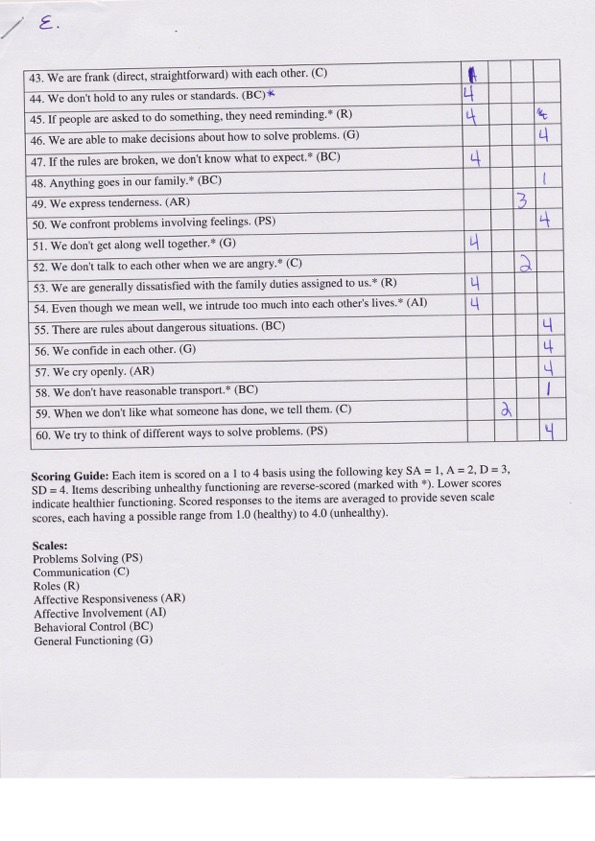 E.
43. We are frank (direct, straightforward) with each other. (C)
44. We don't hold to any rules or standards. (BC)* 4
45. If people are asked to do something, they need reminding.* (R) 4
46. We are able to make decisions about how to solve problems. (G) 4
47. If the rules are broken, we don't know what to expect.* (BC) 4
48. Anything goes in our family.* (BC) 1
49. We express tenderness. (AR) 3
50. We confront problems involving feelings. (PS) 4
51. We don't get along well together.* (G) 4
52. We don't talk to each other when we are angry.* (C) 2
53. We are generally dissatisfied with the family duties assigned to us.* (R) 4
54. Even though we mean well, we intrude too much into each other's lives.* (AI) 4
55. There are rules about dangerous situations. (BC) 4
56. We confide in each other. (G) 4
57. We cry openly. (AR) 4
58. We don't have reasonable transport.* (BC) 1
59. When we don't like what someone has done, we tell them. (C) 2
60. We try to think of different ways to solve problems. (PS) 4
Scoring Guide: Each item is scored on a 1 to 4 basis using the following key SA = 1, A = 2, D = 3,
SD = 4. Items describing unhealthy functioning are reverse-scored (marked with *). Lower scores
indicate healthier functioning. Scored responses to the items are averaged to provide seven scale
scores, each having a possible range from 1.0 (healthy) to 4.0 (unhealthy).
Scales:
Problems Solving (PS)
Communication (C)
Roles (R)
Affective Responsiveness (AR)
Affective Involvement (AI)
Behavioral Control (BC)
General Functioning (G)